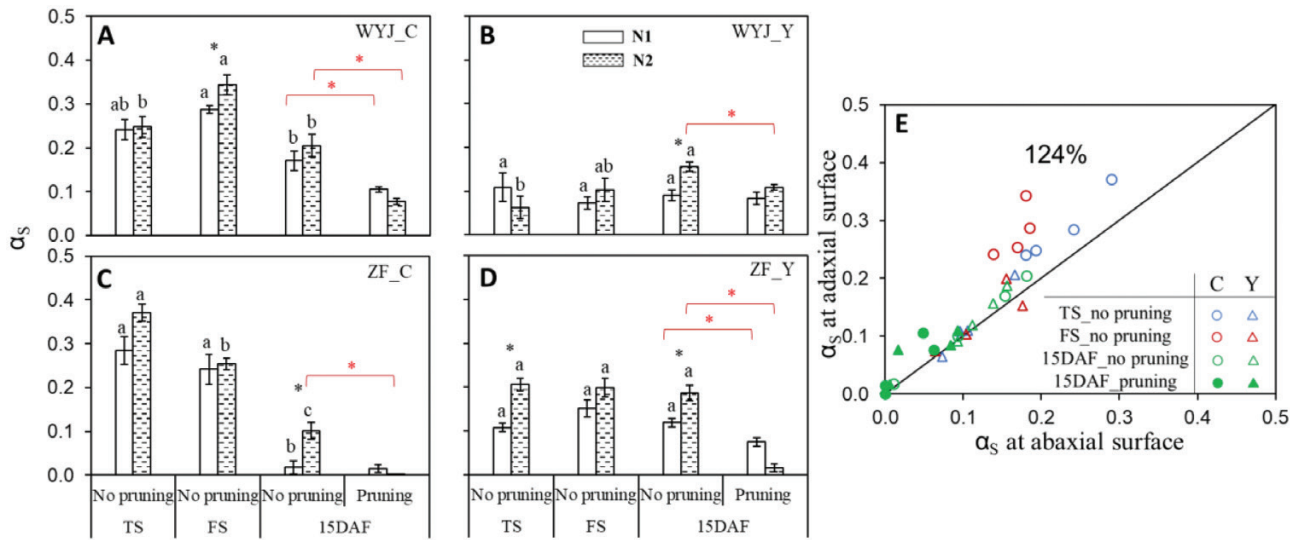 A
WYJ_C
0.5
0.4
0.3
0.2
0.1
0.0
ab
b
*
a
a
b
b
*
*
B
WYJ_Y
N1
N2
a
b
a
ab
*
a
a
*
αS
C
ZF_C
0.5
0.4
0.3
0.2
0.1
0.0
a
a
a
b
*
b
c
*
D
ZF_Y
*
a
a
a
a
*
a
a
*
*
No pruning
No pruning
No pruning
Pruning
TS
FS
15DAF
No pruning
No pruning
No pruning
Pruning
TS
FS
15DAF
E
124%
αS at adaxial surface
0.5
0.4
0.3
0.2
0.1
0.0
0.0
0.1
0.2
0.3
0.4
0.5
αS at abaxial surface
C Y
TS_no pruning
FS_no pruning
15DAF_no pruning
15DAF_pruning